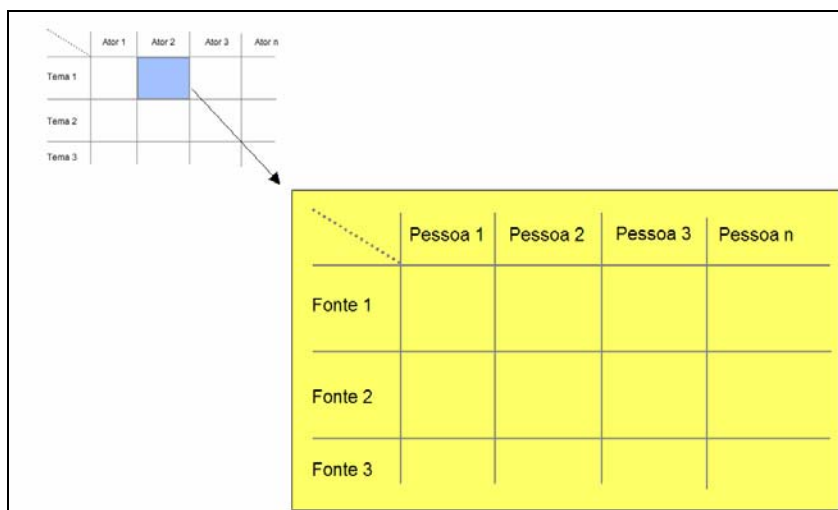 Ator 1 Ator 2 Ator 3 Ator n
Tema 1
Tema 2
Tema 3
Pessoa 1 Pessoa 2 Pessoa 3 Pessoa n
Fonte 1
Fonte 2
Fonte 3